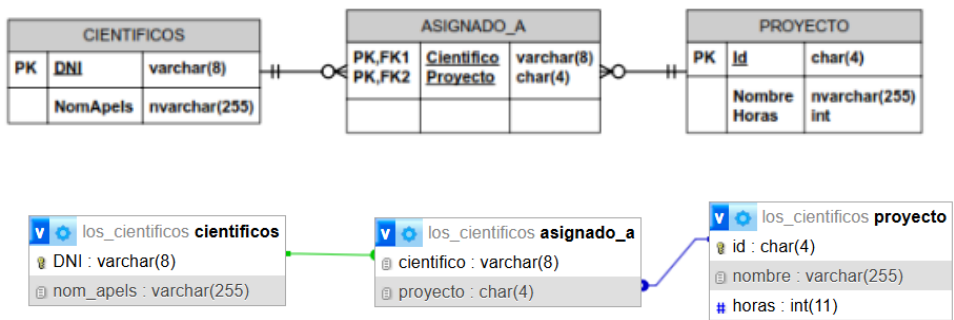 CIENTIFICOS
PK DNI varchar(8)
NomApels nvarchar(255)
ASIGNADO_A
PK,FK1 Cientifico varchar(8)
PK,FK2 Proyecto char(4)
PROYECTO
PK Id char(4)
Nombre nvarchar(255)
Horas int
v los_cientificos cientificos
DNI : varchar(8)
nom_apels : varchar(255)
v los_cientificos asignado_a
cientifico : varchar(8)
proyecto : char(4)
v los_cientificos proyecto
id : char(4)
nombre : varchar(255)
# horas : int(11)